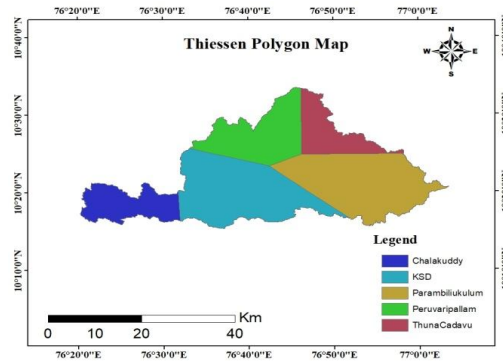 76°20'0"E 76°30'0"E 76°40'0"E 76°50'0"E 77°0'0"E
Thiessen Polygon Map
N
W E
S
10°40'0"N
10°30'0"N
10°20'0"N
10°10'0"N
Legend
Chalakuddy
KSD
Parambiliukulum
Peruvaripallam
ThunaCadavu
Km
0 10 20 40
76°20'0"E 76°30'0"E 76°40'0"E 76°50'0"E 77°0'0"E